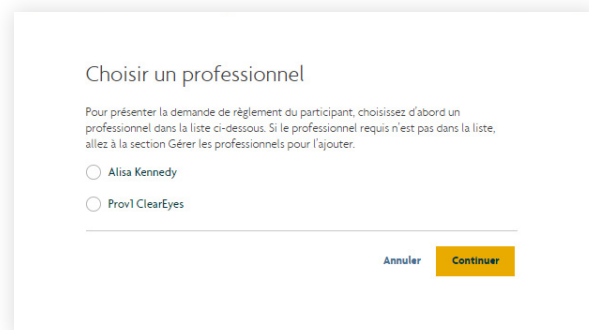 Choisir un professionnel
Pour présenter la demande de règlement du participant, choisissez d'abord un
professionnel dans la liste ci-dessous. Si le professionnel requis n'est pas dans la liste,
allez à la section Gérer les professionnels pour l'ajouter.
Alisa Kennedy
Prov1 ClearEyes
Annuler Continuer